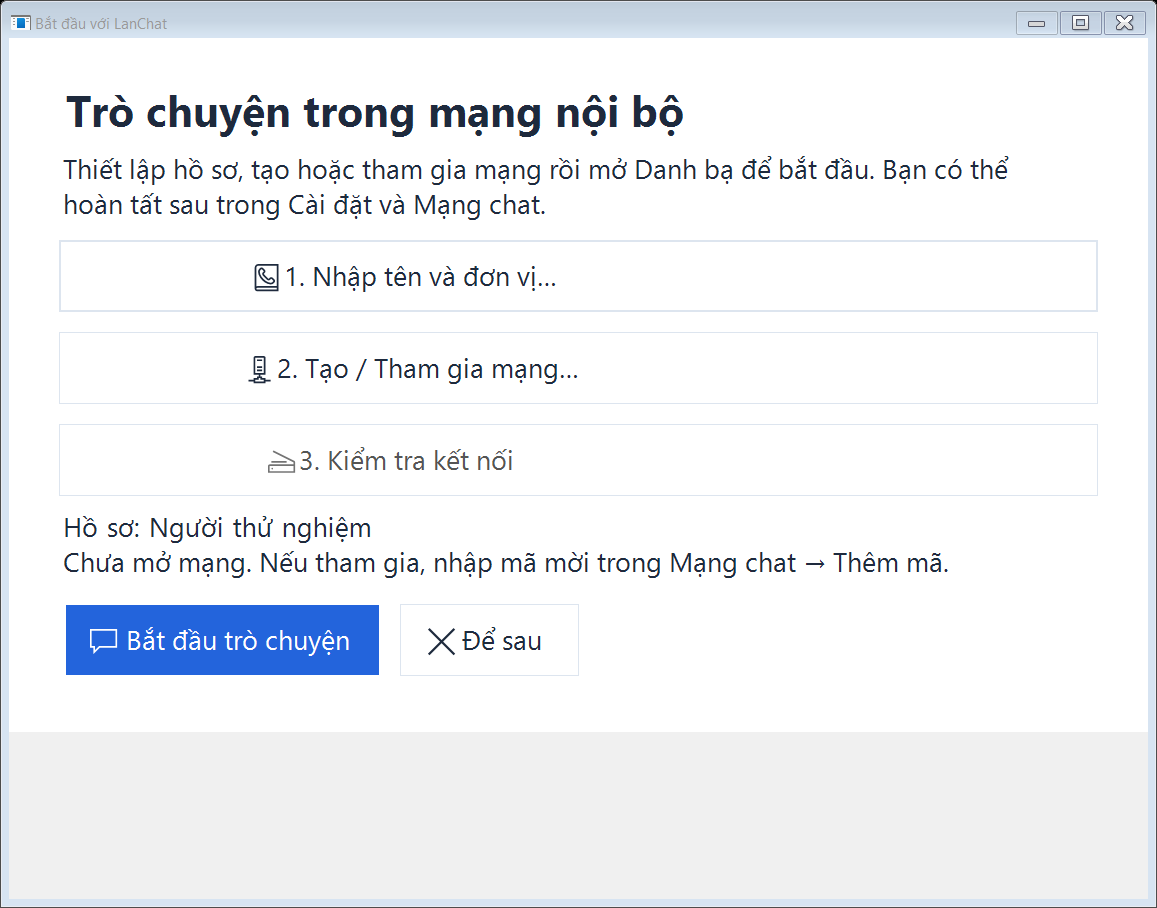 Bắt đầu với LanChat
Trò chuyện trong mạng nội bộ
Thiết lập hồ sơ, tạo hoặc tham gia mạng rồi mở Danh bạ để bắt đầu. Bạn có thể
hoàn tất sau trong Cài đặt và Mạng chat.
1. Nhập tên và đơn vị...
2. Tạo / Tham gia mạng...
3. Kiểm tra kết nối
Hồ sơ: Người thử nghiệm
Chưa mở mạng. Nếu tham gia, nhập mã mời trong Mạng chat → Thêm mã.
Bắt đầu trò chuyện
Để sau